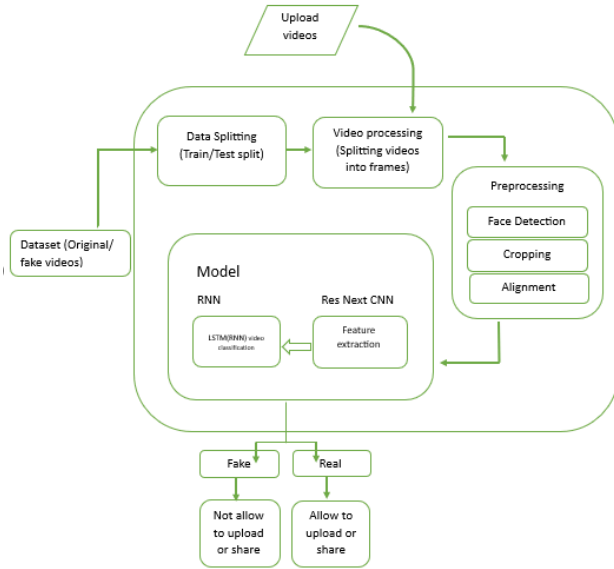 Upload
videos
Data Splitting
(Train/Test split)
Video processing
(Splitting videos
into frames)
Preprocessing
Face Detection
Cropping
Alignment
Dataset (Original/
fake videos)
Model
RNN
Res Next CNN
LSTM(RNN) video
classification
Feature
extraction
Fake
Real
Not allow
to upload
or share
Allow to
upload or
share